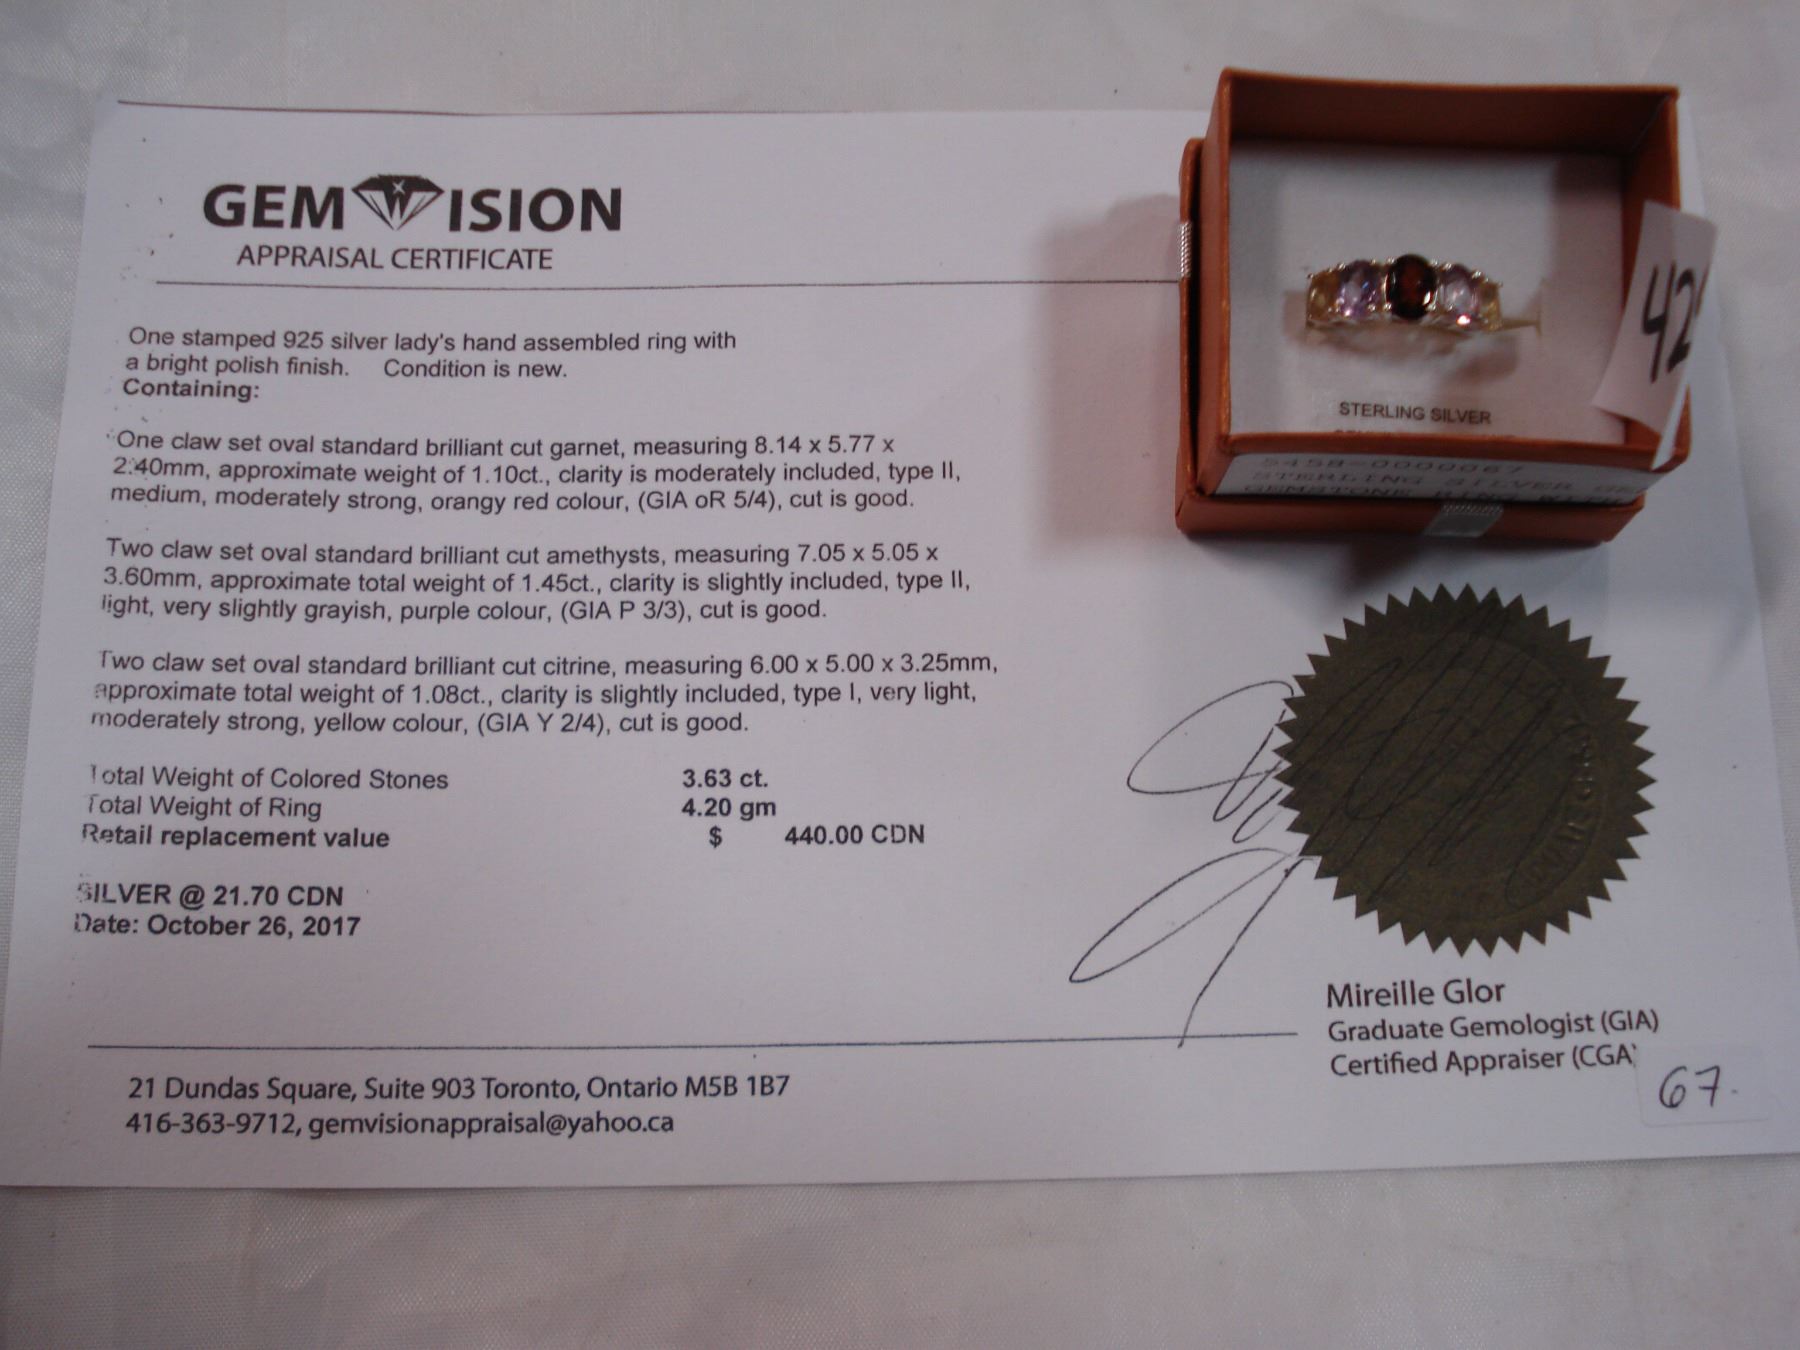 GEMVISION
APPRAISAL CERTIFICATE
One stamped 925 silver lady's hand assembled ring with
a bright polish finish. Condition is new.
Containing:
One claw set oval standard brilliant cut garnet, measuring 8.14 x 5.77 x
2.40mm, approximate weight of 1.10ct., clarity is moderately included, type II,
medium, moderately strong, orangy red colour, (GIA oR 5/4), cut is good.
Two claw set oval standard brilliant cut amethysts, measuring 7.05 x 5.05 x
3.60mm, approximate total weight of 1.45ct., clarity is slightly included, type II,
light, very slightly grayish, purple colour, (GIA P 3/3), cut is good.
Two claw set oval standard brilliant cut citrine, measuring 6.00 x 5.00 x 3.25mm,
approximate total weight of 1.08ct., clarity is slightly included, type I, very light,
moderately strong, yellow colour, (GIA Y 2/4), cut is good.
Total Weight of Colored Stones 3.63 ct.
Total Weight of Ring 4.20 gm
Retail replacement value $ 440.00 CDN
SILVER @ 21.70 CDN
Date: October 26, 2017
STERLING SILVER
5458-0000067
STERLING SILVER
GEMSTONE RING
42
Mireille Glor
Graduate Gemologist (GIA)
Certified Appraiser (CGA)
67.
21 Dundas Square, Suite 903 Toronto, Ontario M5B 1B7
416-363-9712, gemvisionappraisal@yahoo.ca